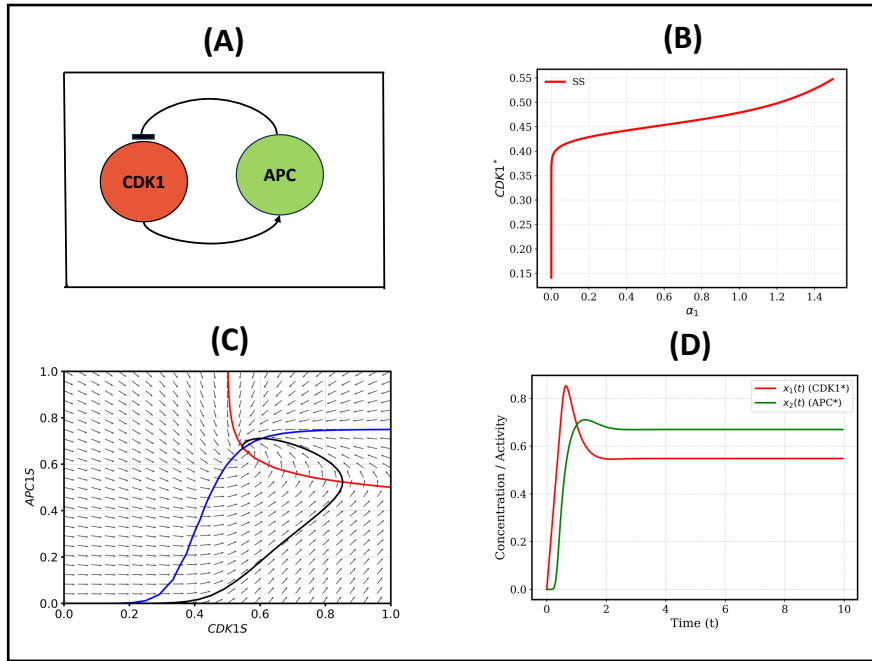 (A)
CDK1
APC
(B)
SS
0.55
0.50
0.45
0.40
0.35
0.30
0.25
0.20
0.15
CDK1*
0.0 0.2 0.4 0.6 0.8 1.0 1.2 1.4
α1
(C)
1.0
0.8
0.6
0.4
0.2
0.0
APC1S
0.0 0.2 0.4 0.6 0.8 1.0
CDK1S
(D)
x1(t) (CDK1*)
x2(t) (APC*)
0.8
0.6
0.4
0.2
0.0
Concentration / Activity
0 2 4 6 8 10
Time (t)